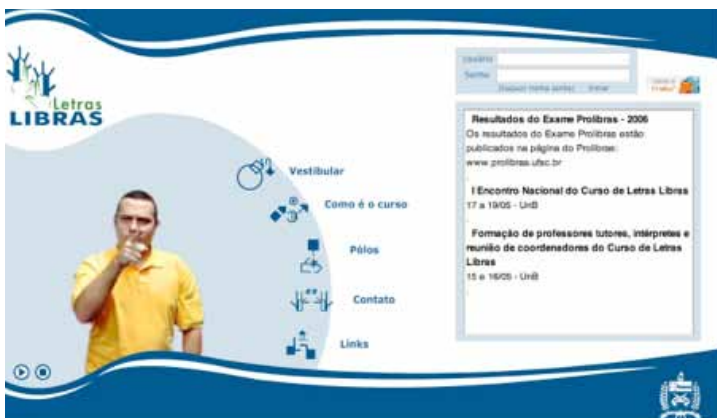 Letras
LIBRAS
Vestibular
Como é o curso
Pólos
Contato
Links
Usuário
Senha
Esqueci minha senha! Entrar
Resultados do Exame Prolibras - 2006
Os resultados do Exame Prolibras estão
publicados na página do Prolibras:
www.prolibras.ufsc.br
I Encontro Nacional do Curso de Letras Libras
17 a 19/05 - UnB
Formação de professores tutores, intérpretes e
reunião de coordenadores do Curso de Letras
Libras
15 e 16/05 - UnB